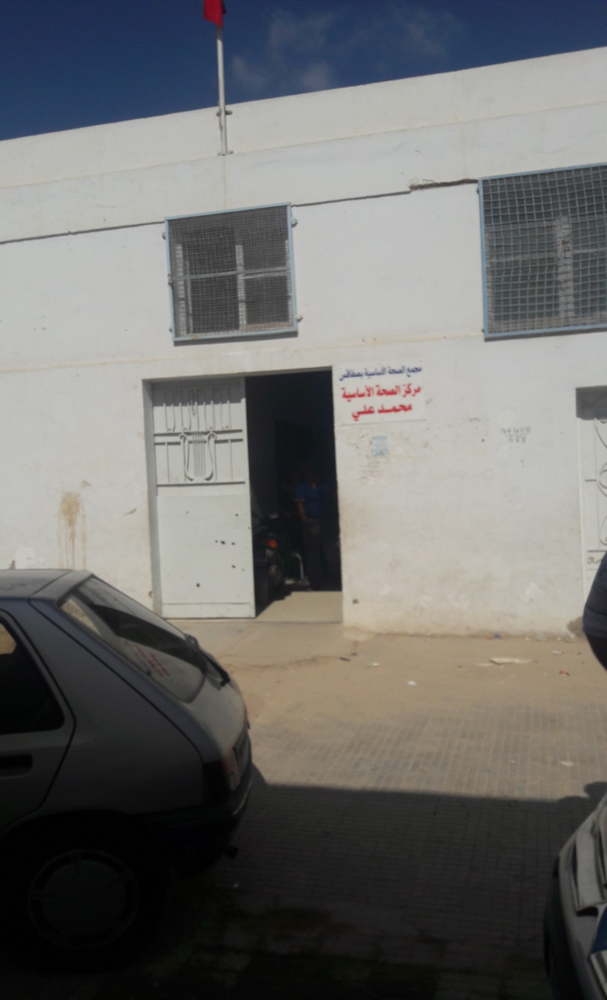 مجمع الصحة الأساسية بصفاقس
مركز الصحة الأساسية
محمد علي